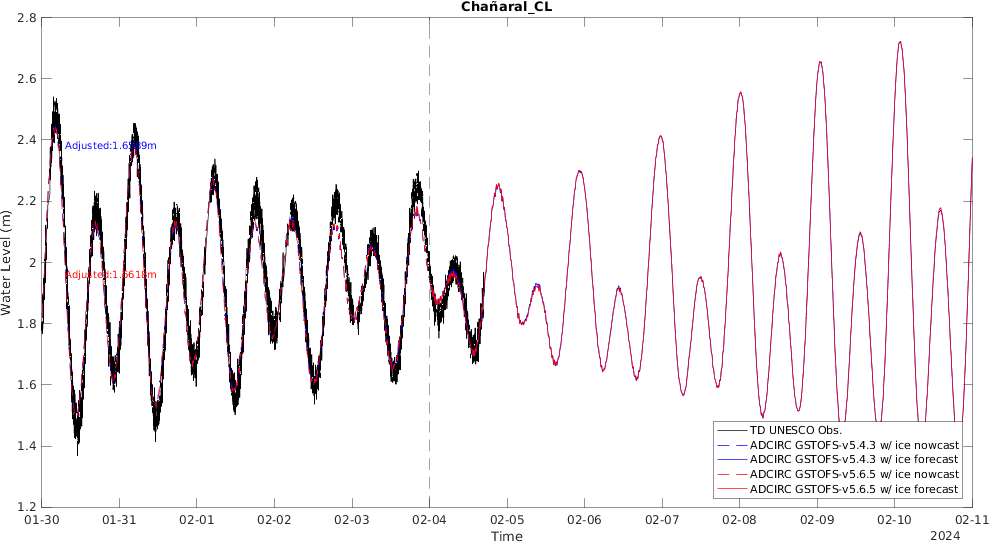 Chañaral_CL
2.8
2.6
2.4
2.2
2
1.8
1.6
1.4
1.2
Water Level (m)
Adjusted:1.6589m
Adjusted:1.6618m
TD UNESCO Obs.
ADCIRC GSTOFS-v5.4.3 w/ ice nowcast
ADCIRC GSTOFS-v5.4.3 w/ ice forecast
ADCIRC GSTOFS-v5.6.5 w/ ice nowcast
ADCIRC GSTOFS-v5.6.5 w/ ice forecast
01-30 01-31 02-01 02-02 02-03 02-04 02-05 02-06 02-07 02-08 02-09 02-10 02-11
Time
2024